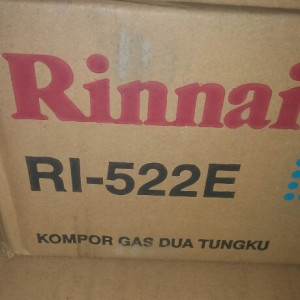 Rinnai
RI-522E
KOMPOR GAS DUA TUNGKU